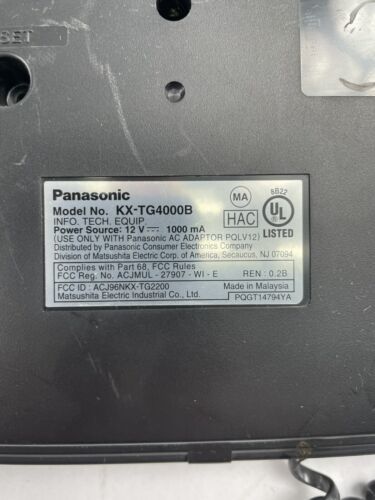 SET
Panasonic
Model No. KX-TG4000B
INFO. TECH. EQUIP.
Power Source: 12 V ⎓ 1000 mA
(USE ONLY WITH Panasonic AC ADAPTOR PQLV12)
Distributed by Panasonic Consumer Electronics Company
Division of Matsushita Electric Corp. of America, Secaucus, NJ 07094
MA
HAC
8B22
UL
LISTED
Complies with Part 68, FCC Rules
FCC Reg. No. ACJMUL - 27907 - WI - E REN : 0.2B
FCC ID : ACJ96NKX-TG2200 Made in Malaysia
Matsushita Electric Industrial Co., Ltd. PQGT14794YA